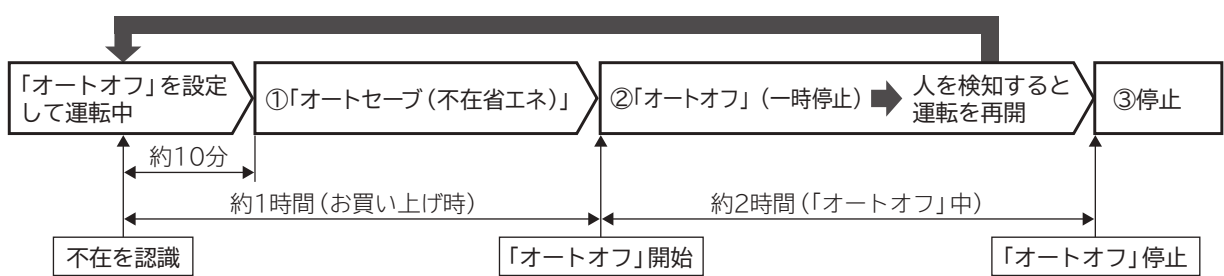 「オートオフ」を設定
して運転中
①「オートセーブ(不在省エネ)」
②「オートオフ」(一時停止)
人を検知すると
運転を再開
③停止
約10分
約1時間(お買い上げ時)
約2時間(「オートオフ」中)
不在を認識
「オートオフ」開始
「オートオフ」停止